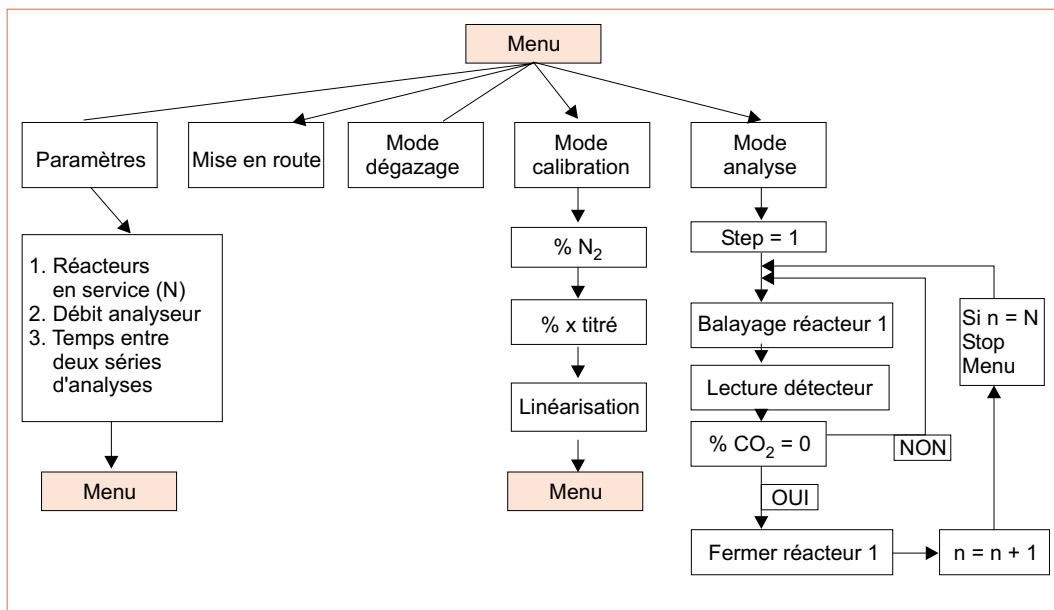 Menu
Paramètres
Mise en route
Mode
dégazage
Mode
calibration
Mode
analyse
1. Réacteurs
en service (N)
2. Débit analyseur
3. Temps entre
deux séries
d'analyses
Menu
% N₂
% x titré
Linéarisation
Menu
Step = 1
Balayage réacteur 1
Lecture détecteur
% CO₂ = 0
NON
OUI
Fermer réacteur 1
n = n + 1
Si n = N
Stop
Menu